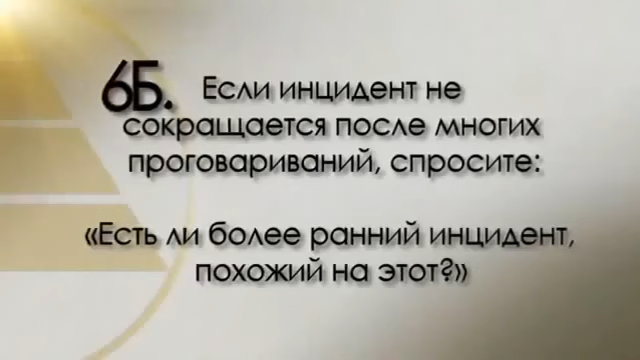 6Б. Если инцидент не
сокращается после многих
проговариваний, спросите:
«Есть ли более ранний инцидент,
похожий на этот?»